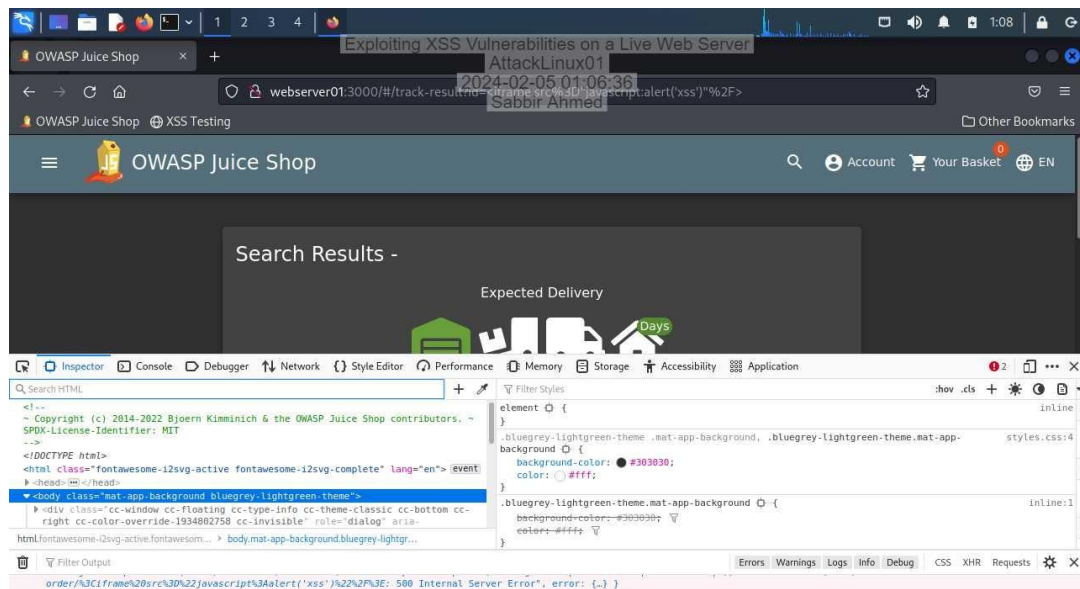 1 2 3 4
1:08
OWASP Juice Shop
Exploiting XSS Vulnerabilities on a Live Web Server
AttackLinux01
2024-02-05 01:06:36
Sabbir Ahmed
webserver01:3000/#/track-result?id=<iframe src%3D"javascript:alert('xss')"%2F>
OWASP Juice Shop XSS Testing Other Bookmarks
OWASP Juice Shop
Account Your Basket 0 EN
Search Results -
Expected Delivery
Days
Inspector Console Debugger Network {} Style Editor Performance Memory Storage Accessibility Application 2
Search HTML
<!--
~ Copyright (c) 2014-2022 Bjoern Kimminich & the OWASP Juice Shop contributors. ~
SPDX-License-Identifier: MIT
-->
<!DOCTYPE html>
<html class="fontawesome-i2svg-active fontawesome-i2svg-complete" lang="en"> event
<head> </head>
<body class="mat-app-background bluegrey-lightgreen-theme">
<div class="cc-window cc-floating cc-type-info cc-theme-classic cc-bottom cc-
right cc-color-override-1934802758 cc-invisible" role="dialog" aria-
html.fontawesome-i2svg-active.fontawesom... > body.mat-app-background.bluegrey-lightgr...
Filter Styles :hov .cls
element { inline
}
.bluegrey-lightgreen-theme .mat-app-background, .bluegrey-lightgreen-theme.mat-app- styles.css:4
background {
background-color: #303030;
color: #fff;
}
.bluegrey-lightgreen-theme.mat-app-background { inline:1
background-color: #303030;
color: #fff;
}
Filter Output Errors Warnings Logs Info Debug CSS XHR Requests
order/%3Ciframe%20src%3D%22javascript%3Aalert('xss')%22%2F%3E: 500 Internal Server Error", error: {…} }